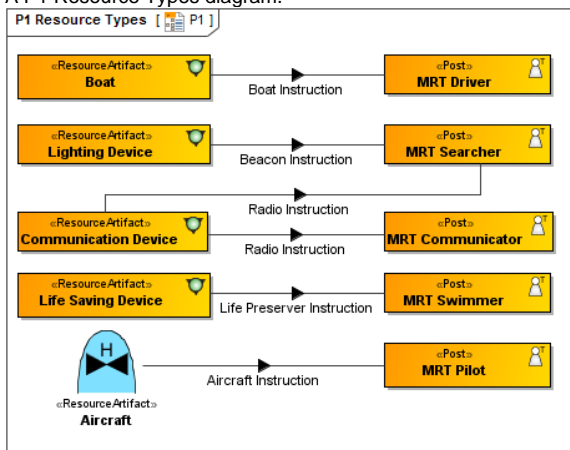 A P1 Resource Types diagram.
P1 Resource Types [ P1 ]
«ResourceArtifact»
Boat
Boat Instruction
«Post»
MRT Driver
«ResourceArtifact»
Lighting Device
Beacon Instruction
«Post»
MRT Searcher
Radio Instruction
«ResourceArtifact»
Communication Device
Radio Instruction
«Post»
MRT Communicator
«ResourceArtifact»
Life Saving Device
Life Preserver Instruction
«Post»
MRT Swimmer
H
«ResourceArtifact»
Aircraft
Aircraft Instruction
«Post»
MRT Pilot